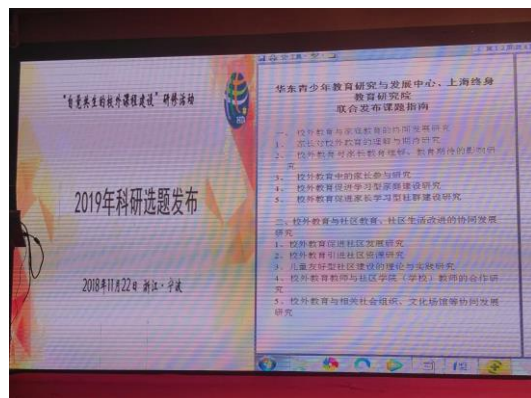 “自觉共生的校外课程建设”研修活动
2019年科研选题发布
2018年11月22日 浙江·宁波
华东青少年教育研究与发展中心、上海终身
教育研究院
联合发布课题指南
一、校外教育与家庭教育的协同发展研究
1、家长对校外教育的理解与期待研究
2、校外教育对家长教育理解、教育期待的影响研
究
3、校外教育中的家长参与研究
4、校外教育促进学习型家庭建设研究
5、校外教育促进家长学习型社群建设研究
二、校外教育与社区教育、社区生活改进的协同发展
研究
1、校外教育促进社区发展研究
2、校外教育引进社区资源研究
3、儿童友好型社区建设的理论与实践研究
4、校外教育教师与社区学院（学校）教师的合作研
究
5、校外教育与相关社会组织、文化场馆等协同发展
研究